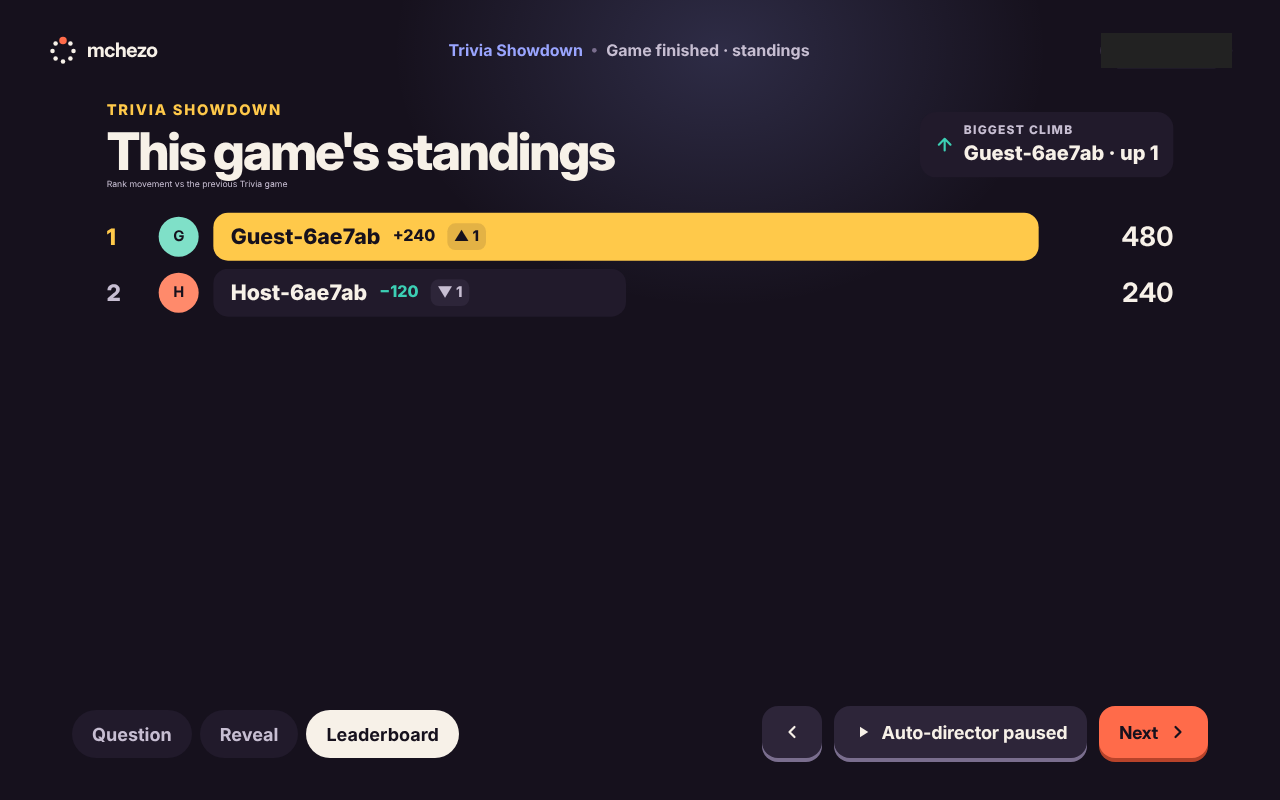 mchezo
Trivia Showdown • Game finished · standings
TRIVIA SHOWDOWN
This game's standings
Rank movement vs the previous Trivia game
BIGGEST CLIMB
Guest-6ae7ab · up 1
1 G Guest-6ae7ab +240 ▲ 1 480
2 H Host-6ae7ab −120 ▼ 1 240
Question Reveal Leaderboard Auto-director paused Next